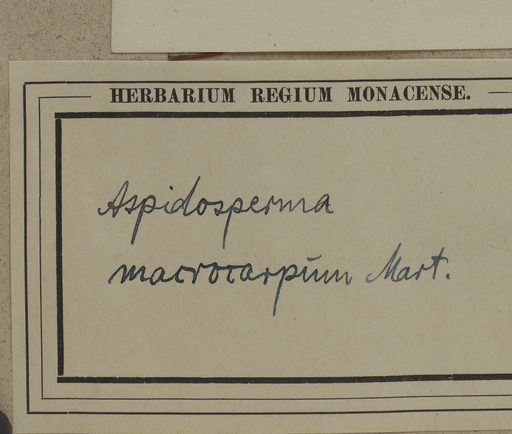 HERBARIUM REGIUM MONACENSE.
Aspidosperma
macrocarpum Mart.